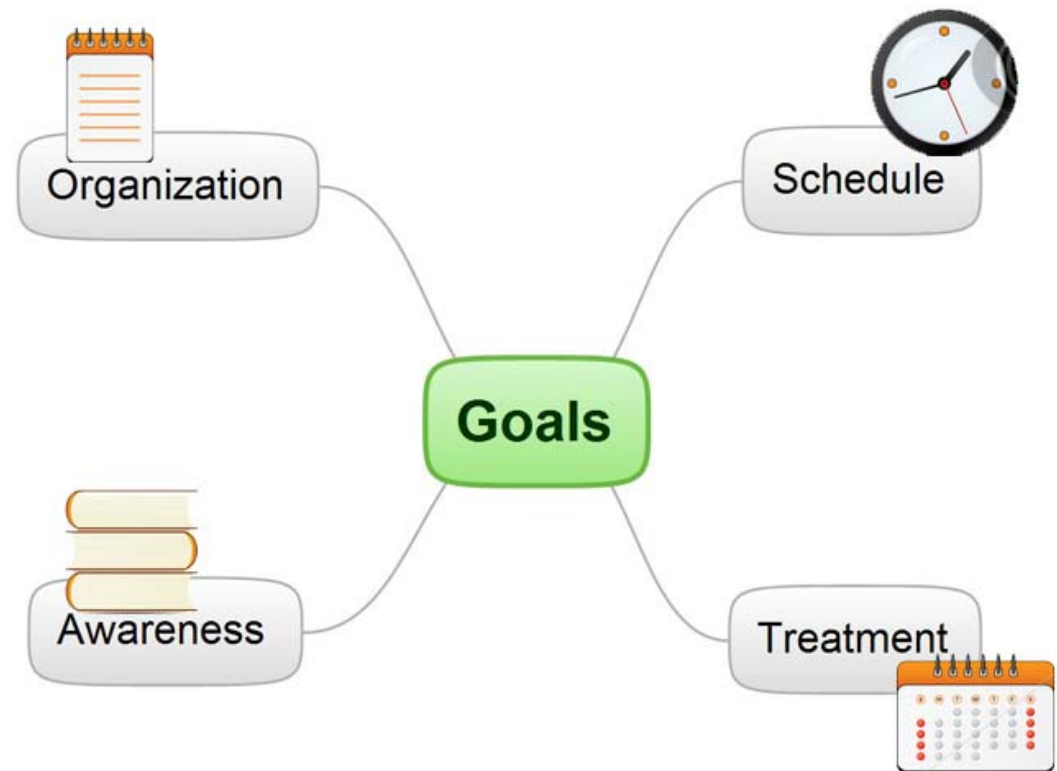 Organization
Schedule
Goals
Awareness
Treatment
S M T W T F S